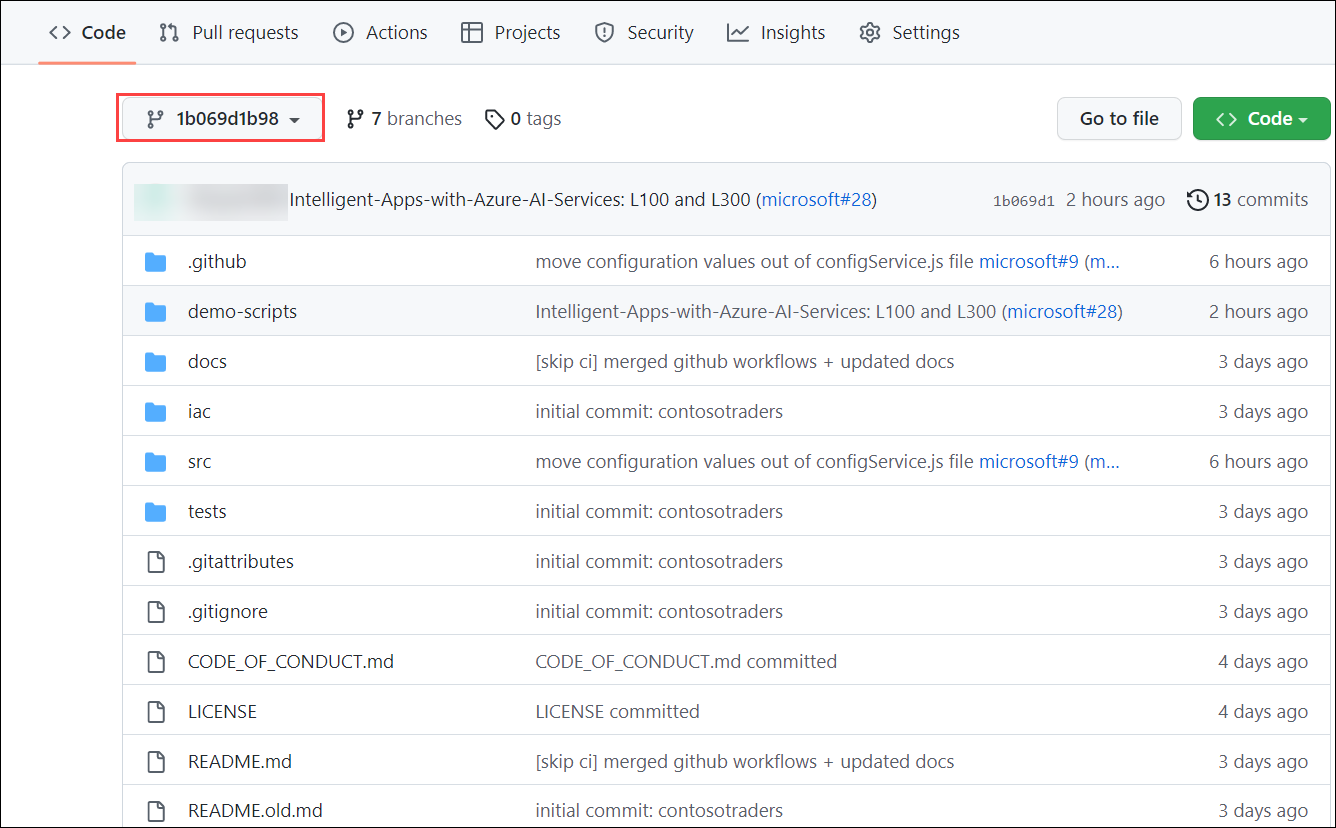 Code Pull requests Actions Projects Security Insights Settings
1b069d1b98 7 branches 0 tags Go to file Code
Intelligent-Apps-with-Azure-AI-Services: L100 and L300 (microsoft#28) 1b069d1 2 hours ago 13 commits
.github move configuration values out of configService.js file microsoft#9 (m... 6 hours ago
demo-scripts Intelligent-Apps-with-Azure-AI-Services: L100 and L300 (microsoft#28) 2 hours ago
docs [skip ci] merged github workflows + updated docs 3 days ago
iac initial commit: contosotraders 3 days ago
src move configuration values out of configService.js file microsoft#9 (m... 6 hours ago
tests initial commit: contosotraders 3 days ago
.gitattributes initial commit: contosotraders 3 days ago
.gitignore initial commit: contosotraders 3 days ago
CODE_OF_CONDUCT.md CODE_OF_CONDUCT.md committed 4 days ago
LICENSE LICENSE committed 4 days ago
README.md [skip ci] merged github workflows + updated docs 3 days ago
README.old.md initial commit: contosotraders 3 days ago